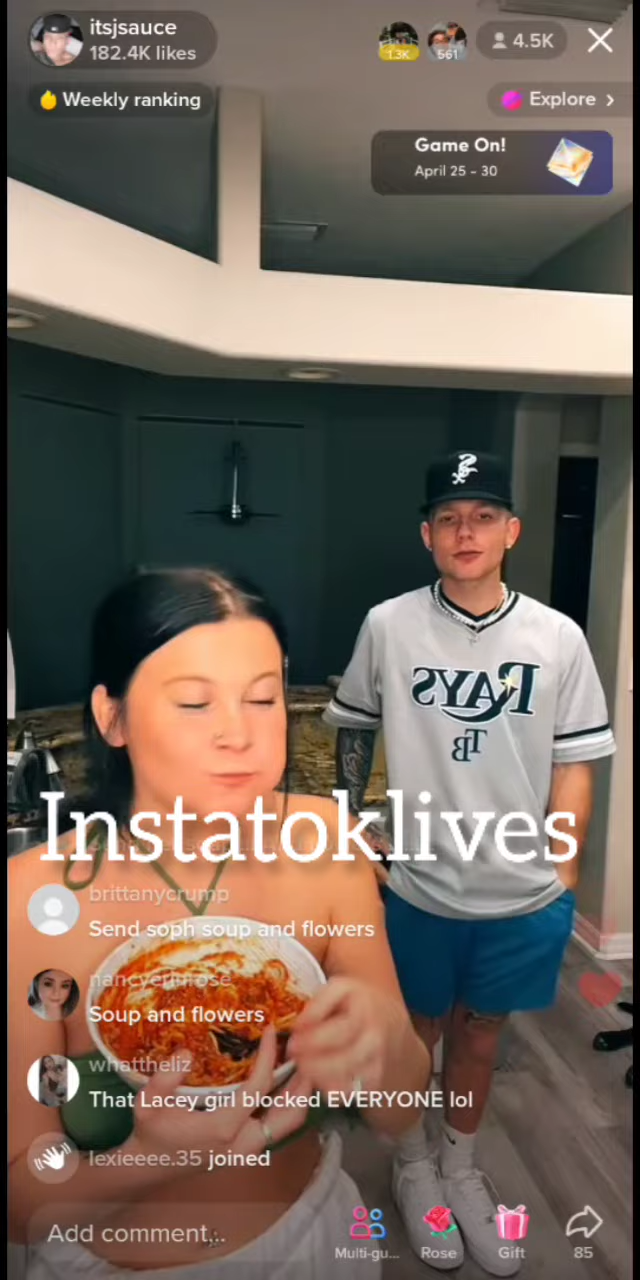 itsjsauce
182.4K likes
1.3K
561
4.5K
Weekly ranking
Explore >
Game On!
April 25 - 30
RAYS
TB
Instatoklives
brittanycrump
Send soph soup and flowers
Soup and flowers
whattheliz
That Lacey girl blocked EVERYONE lol
lexieeee.35 joined
Add comment...
Multi-gu...
Rose
Gift
85